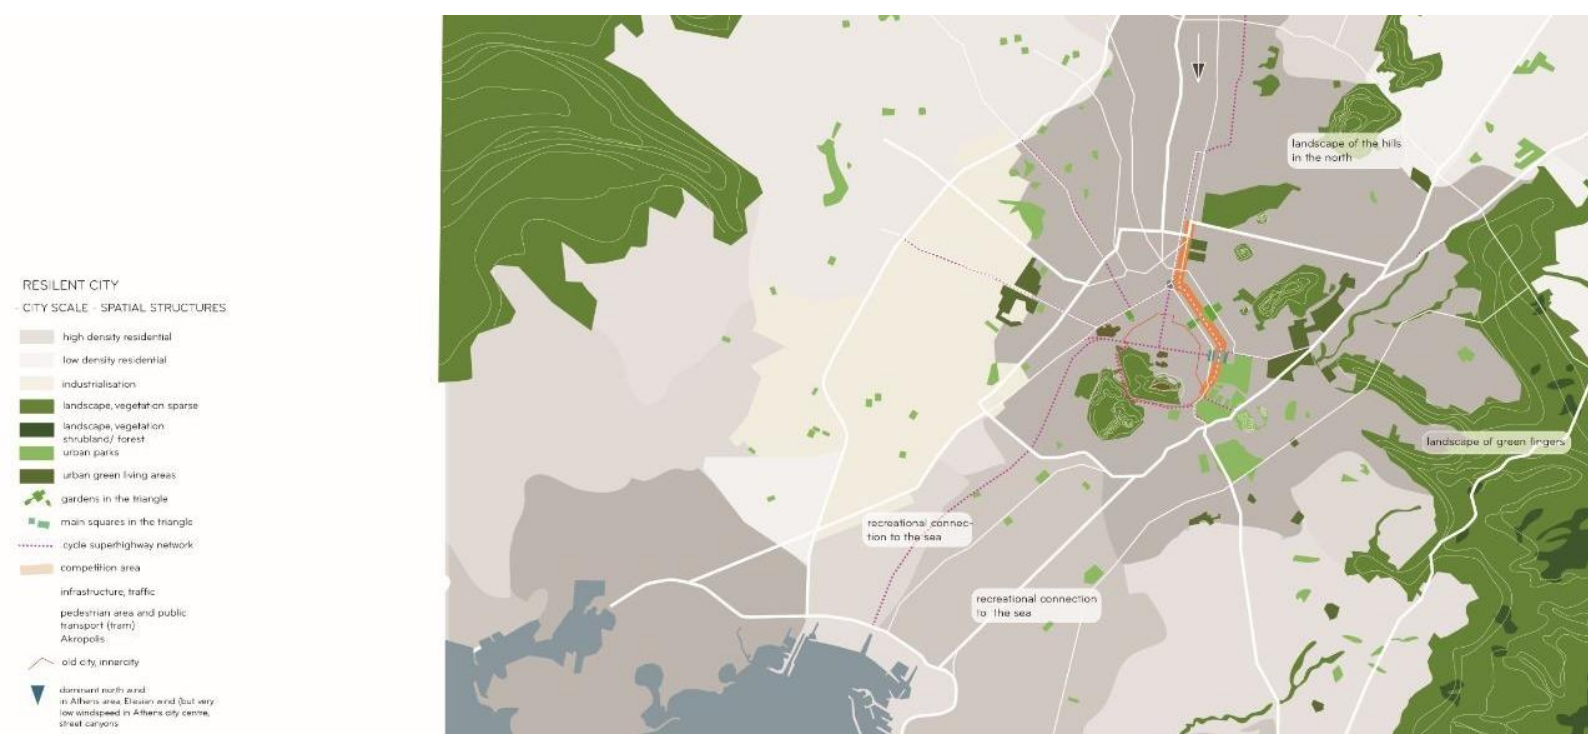 RESILENT CITY
- CITY SCALE - SPATIAL STRUCTURES
high density residential
low density residential
industrialisation
landscape, vegetation sparse
landscape, vegetation
shrubland/ forest
urban parks
urban green living areas
gardens in the triangle
main squares in the triangle
cycle superhighway network
competition area
infrastructure, traffic
pedestrian area and public
transport (tram)
Akropolis
old city, innercity
dominant north wind
in Athens area, Etesian wind (but very
low windspeed in Athens city centre,
street canyons
landscape of the hills
in the north
landscape of green fingers
recreational connec-
tion to the sea
recreational connection
to the sea